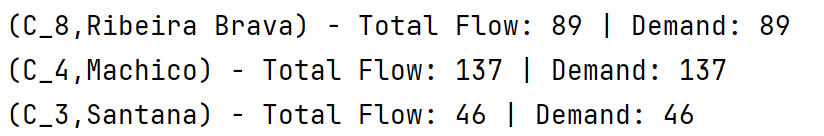 (C_8,Ribeira Brava) - Total Flow: 89 | Demand: 89
(C_4,Machico) - Total Flow: 137 | Demand: 137
(C_3,Santana) - Total Flow: 46 | Demand: 46